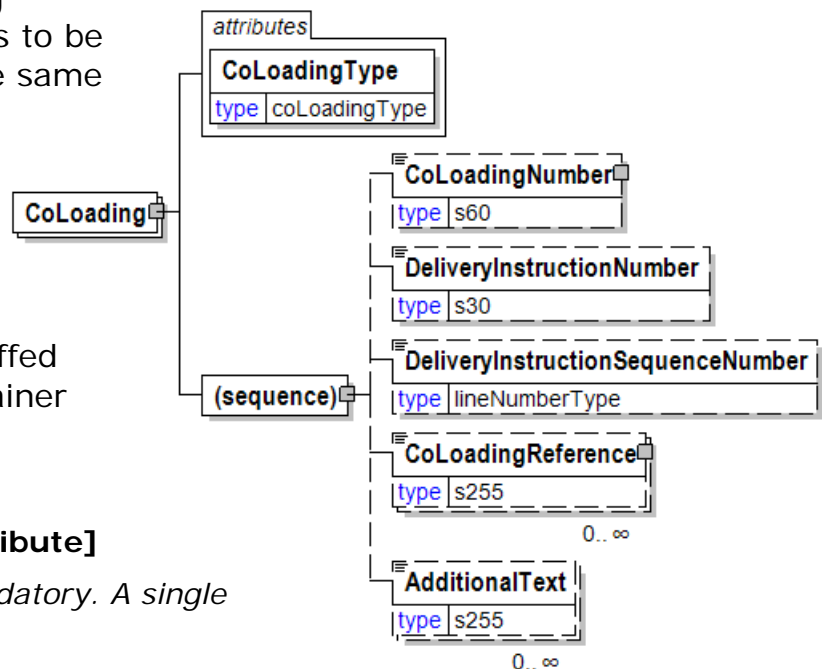 s to be
e same
ffed
ainer
ibute]
datory. A single
attributes
CoLoadingType
type coLoadingType
CoLoading
(sequence)
CoLoadingNumber
type s60
DeliveryInstructionNumber
type s30
DeliveryInstructionSequenceNumber
type lineNumberType
CoLoadingReference
type s255
0.. ∞
AdditionalText
type s255
0.. ∞